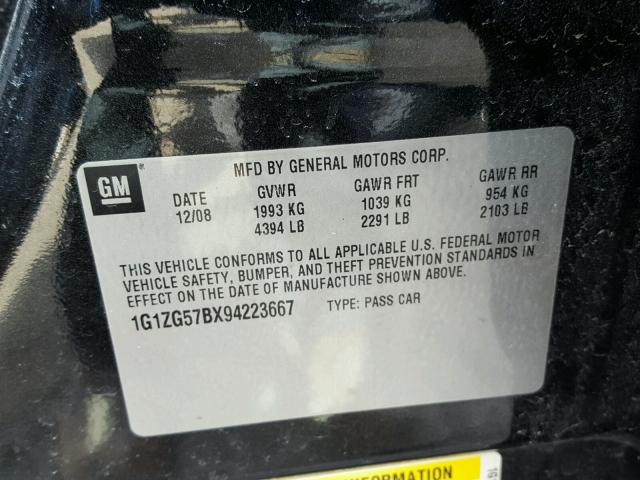 GM
MFD BY GENERAL MOTORS CORP.
DATE GVWR GAWR FRT GAWR RR
12/08 1993 KG 1039 KG 954 KG
4394 LB 2291 LB 2103 LB
THIS VEHICLE CONFORMS TO ALL APPLICABLE U.S. FEDERAL MOTOR
VEHICLE SAFETY, BUMPER, AND THEFT PREVENTION STANDARDS IN
EFFECT ON THE DATE OF MANUFACTURE SHOWN ABOVE.
1G1ZG57BX94223667 TYPE: PASS CAR
INFORMATION